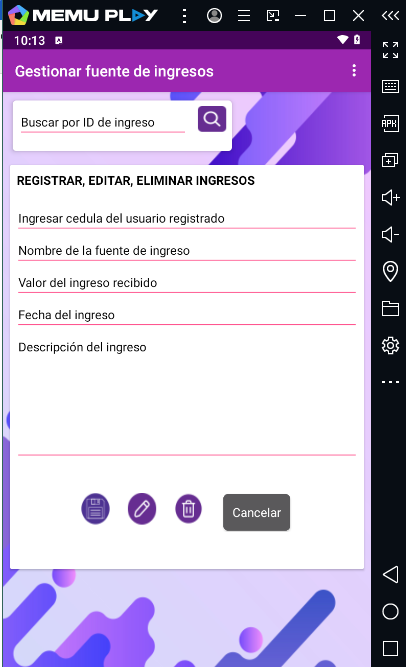 MEMU PLAY
10:13
Gestionar fuente de ingresos
Buscar por ID de ingreso
REGISTRAR, EDITAR, ELIMINAR INGRESOS
Ingresar cedula del usuario registrado
Nombre de la fuente de ingreso
Valor del ingreso recibido
Fecha del ingreso
Descripción del ingreso
Cancelar
APK